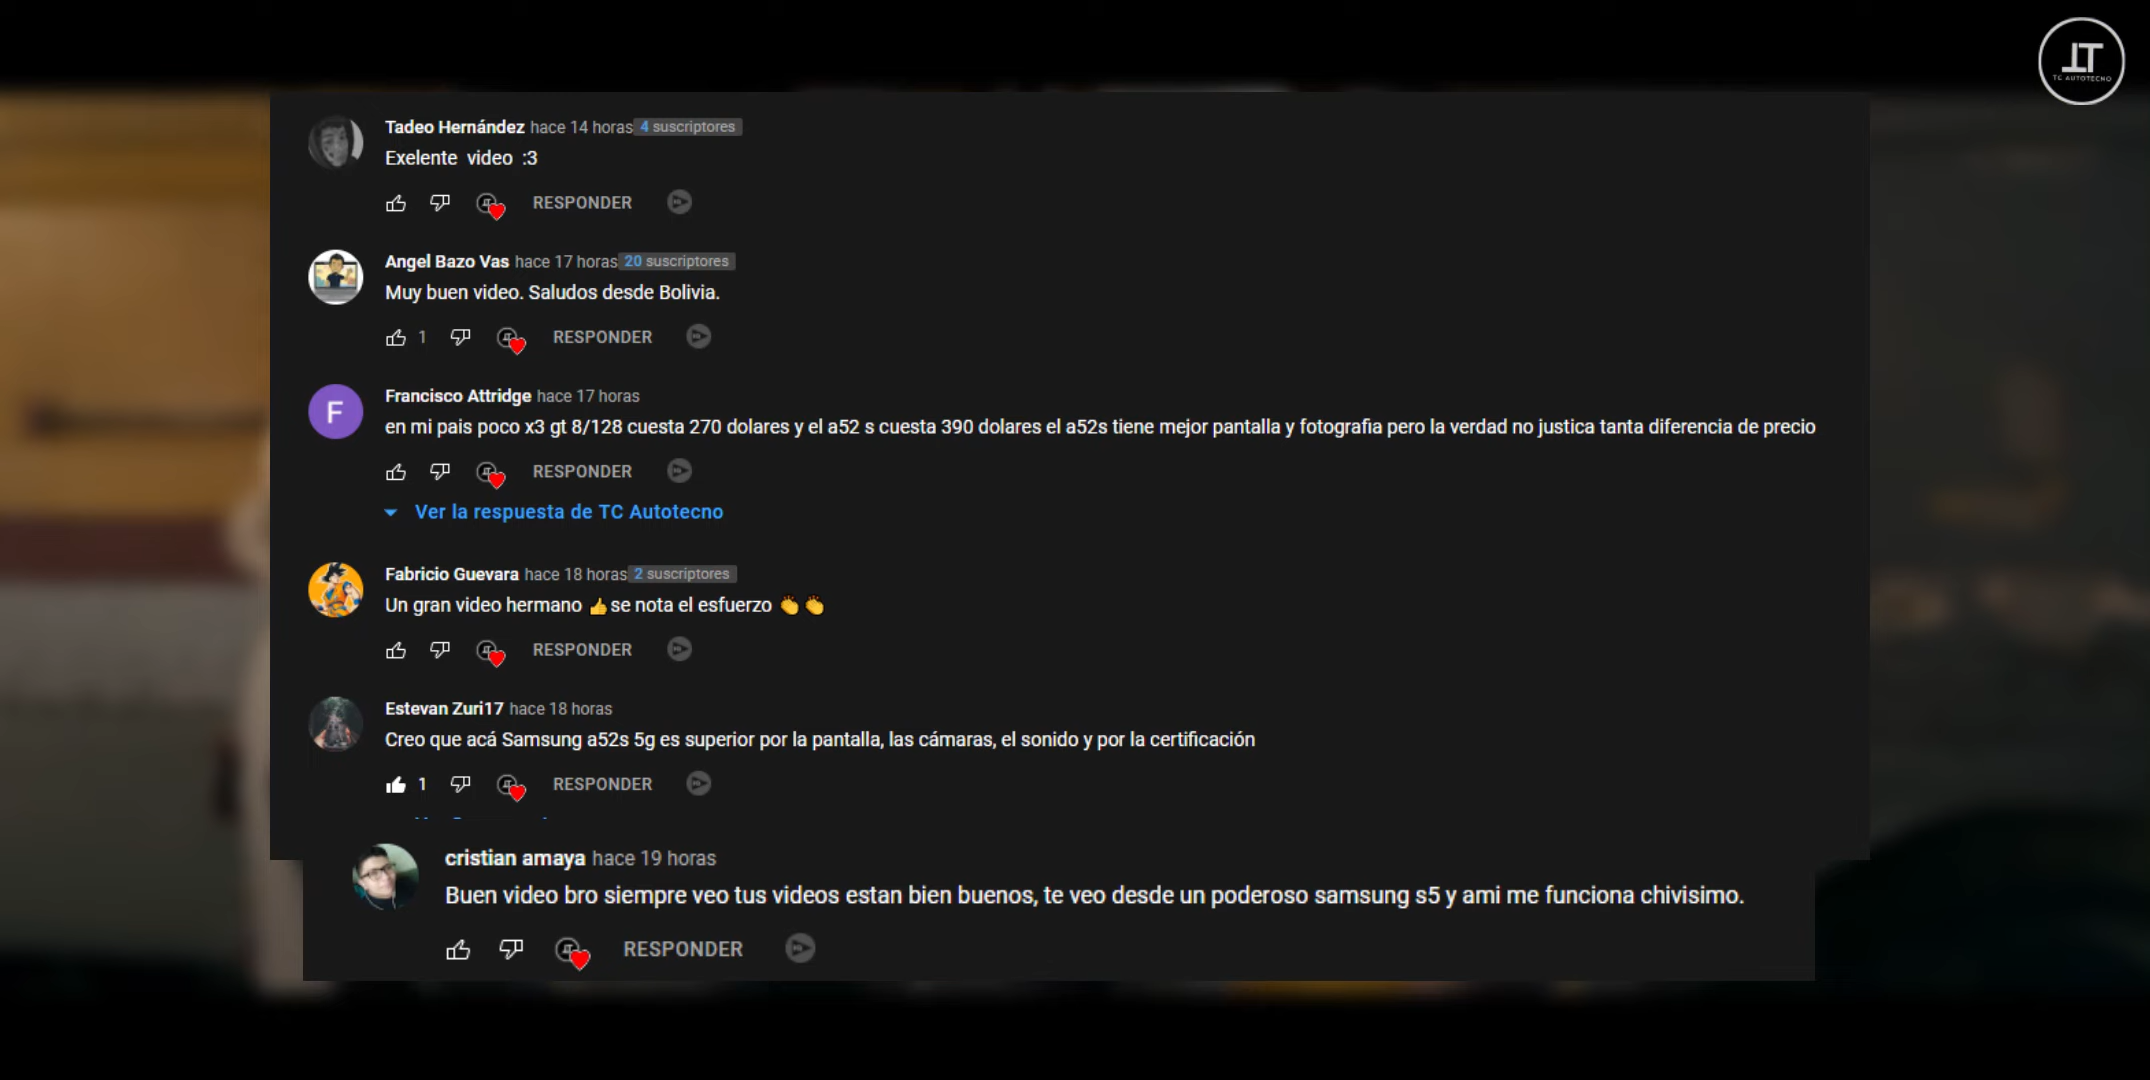 TC AUTOTECNO
Tadeo Hernández hace 14 horas 4 suscriptores
Exelente video :3
RESPONDER
Angel Bazo Vas hace 17 horas 20 suscriptores
Muy buen video. Saludos desde Bolivia.
1 RESPONDER
F
Francisco Attridge hace 17 horas
en mi pais poco x3 gt 8/128 cuesta 270 dolares y el a52 s cuesta 390 dolares el a52s tiene mejor pantalla y fotografia pero la verdad no justica tanta diferencia de precio
RESPONDER
Ver la respuesta de TC Autotecno
Fabricio Guevara hace 18 horas 2 suscriptores
Un gran video hermano 👍 se nota el esfuerzo 👏 👏
RESPONDER
Estevan Zuri17 hace 18 horas
Creo que acá Samsung a52s 5g es superior por la pantalla, las cámaras, el sonido y por la certificación
1 RESPONDER
cristian amaya hace 19 horas
Buen video bro siempre veo tus videos estan bien buenos, te veo desde un poderoso samsung s5 y ami me funciona chivisimo.
RESPONDER